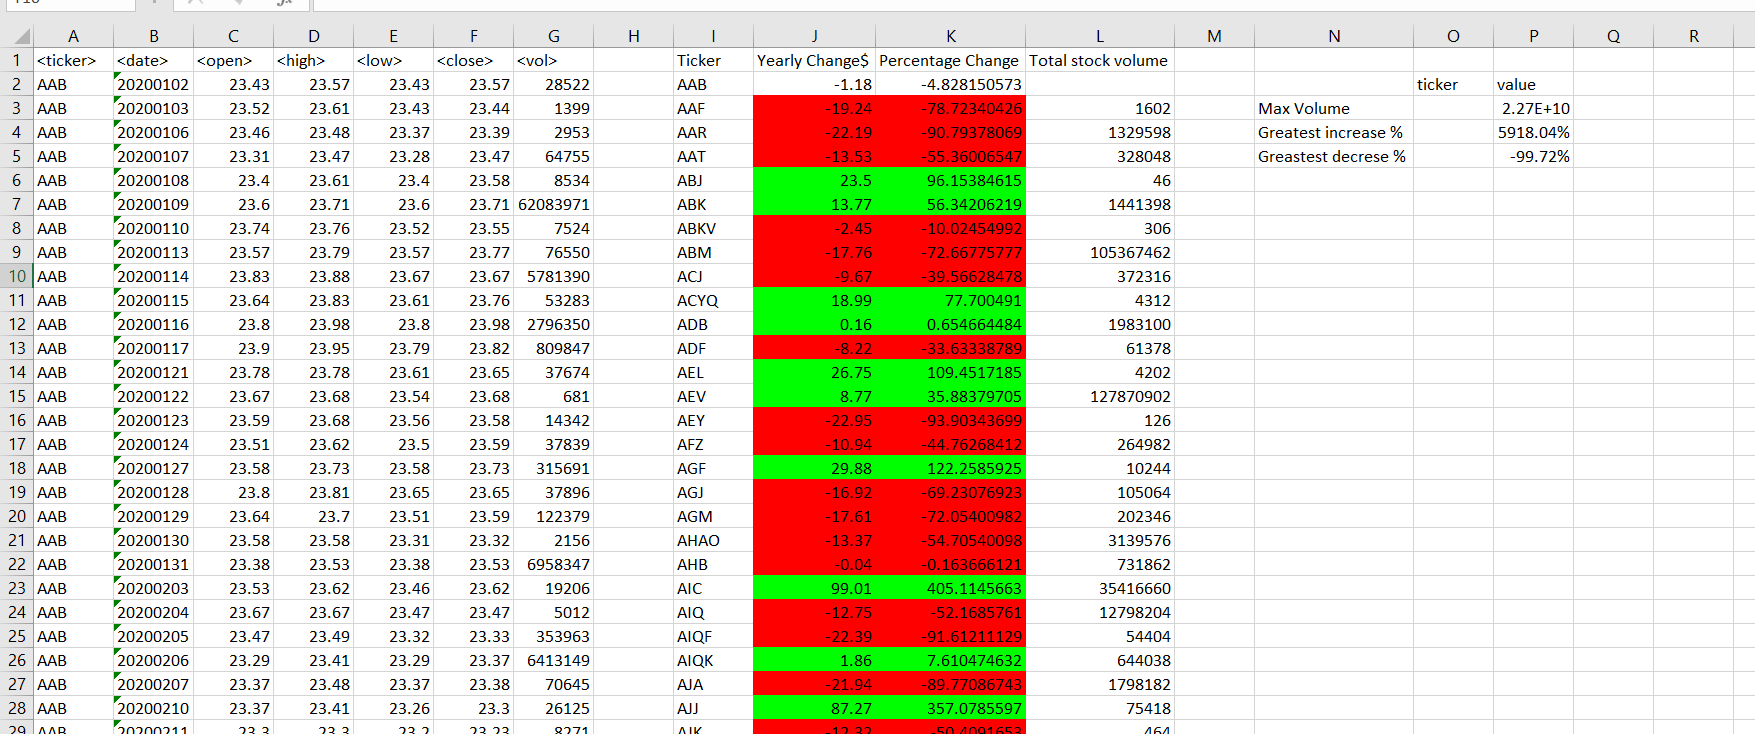 A B C D E F G H I J K L M N O P Q R
1 <ticker> <date> <open> <high> <low> <close> <vol> Ticker Yearly Change$ Percentage Change Total stock volume
2 AAB 20200102 23.43 23.57 23.43 23.57 28522 AAB -1.18 -4.828150573 ticker value
3 AAB 20200103 23.52 23.61 23.43 23.44 1399 AAF -19.24 -78.72340426 1602 Max Volume 2.27E+10
4 AAB 20200106 23.46 23.48 23.37 23.39 2953 AAR -22.19 -90.79378069 1329598 Greatest increase % 5918.04%
5 AAB 20200107 23.31 23.47 23.28 23.47 64755 AAT -13.53 -55.36006547 328048 Greastest decrese % -99.72%
6 AAB 20200108 23.4 23.61 23.4 23.58 8534 ABJ 23.5 96.15384615 46
7 AAB 20200109 23.6 23.71 23.6 23.71 62083971 ABK 13.77 56.34206219 1441398
8 AAB 20200110 23.74 23.76 23.52 23.55 7524 ABKV -2.45 -10.02454992 306
9 AAB 20200113 23.57 23.79 23.57 23.77 76550 ABM -17.76 -72.66775777 105367462
10 AAB 20200114 23.83 23.88 23.67 23.67 5781390 ACJ -9.67 -39.56628478 372316
11 AAB 20200115 23.64 23.83 23.61 23.76 53283 ACYQ 18.99 77.700491 4312
12 AAB 20200116 23.8 23.98 23.8 23.98 2796350 ADB 0.16 0.654664484 1983100
13 AAB 20200117 23.9 23.95 23.79 23.82 809847 ADF -8.22 -33.63338789 61378
14 AAB 20200121 23.78 23.78 23.61 23.65 37674 AEL 26.75 109.4517185 4202
15 AAB 20200122 23.67 23.68 23.54 23.68 681 AEV 8.77 35.88379705 127870902
16 AAB 20200123 23.59 23.68 23.56 23.58 14342 AEY -22.95 -93.90343699 126
17 AAB 20200124 23.51 23.62 23.5 23.59 37839 AFZ -10.94 -44.76268412 264982
18 AAB 20200127 23.58 23.73 23.58 23.73 315691 AGF 29.88 122.2585925 10244
19 AAB 20200128 23.8 23.81 23.65 23.65 37896 AGJ -16.92 -69.23076923 105064
20 AAB 20200129 23.64 23.7 23.51 23.59 122379 AGM -17.61 -72.05400982 202346
21 AAB 20200130 23.58 23.58 23.31 23.32 2156 AHAO -13.37 -54.70540098 3139576
22 AAB 20200131 23.38 23.53 23.38 23.53 6958347 AHB -0.04 -0.163666121 731862
23 AAB 20200203 23.53 23.62 23.46 23.62 19206 AIC 99.01 405.1145663 35416660
24 AAB 20200204 23.67 23.67 23.47 23.47 5012 AIQ -12.75 -52.1685761 12798204
25 AAB 20200205 23.47 23.49 23.32 23.33 353963 AIQF -22.39 -91.61211129 54404
26 AAB 20200206 23.29 23.41 23.29 23.37 6413149 AIQK 1.86 7.610474632 644038
27 AAB 20200207 23.37 23.48 23.37 23.38 70645 AJA -21.94 -89.77086743 1798182
28 AAB 20200210 23.37 23.41 23.26 23.3 26125 AJJ 87.27 357.0785597 75418
29 AAB 20200211 23.3 23.3 23.2 23.23 8271 AJK -12.32 -50.4091653 464